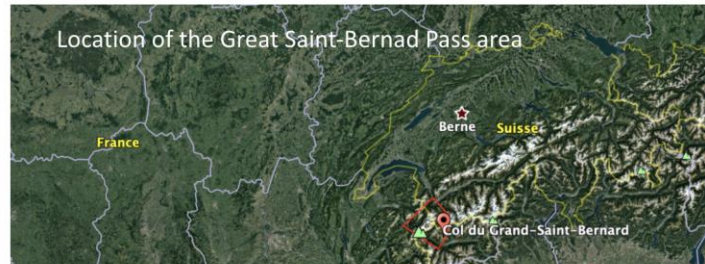 Location of the Great Saint-Bernad Pass area
Berne
Suisse
France
Col du Grand-Saint-Bernard